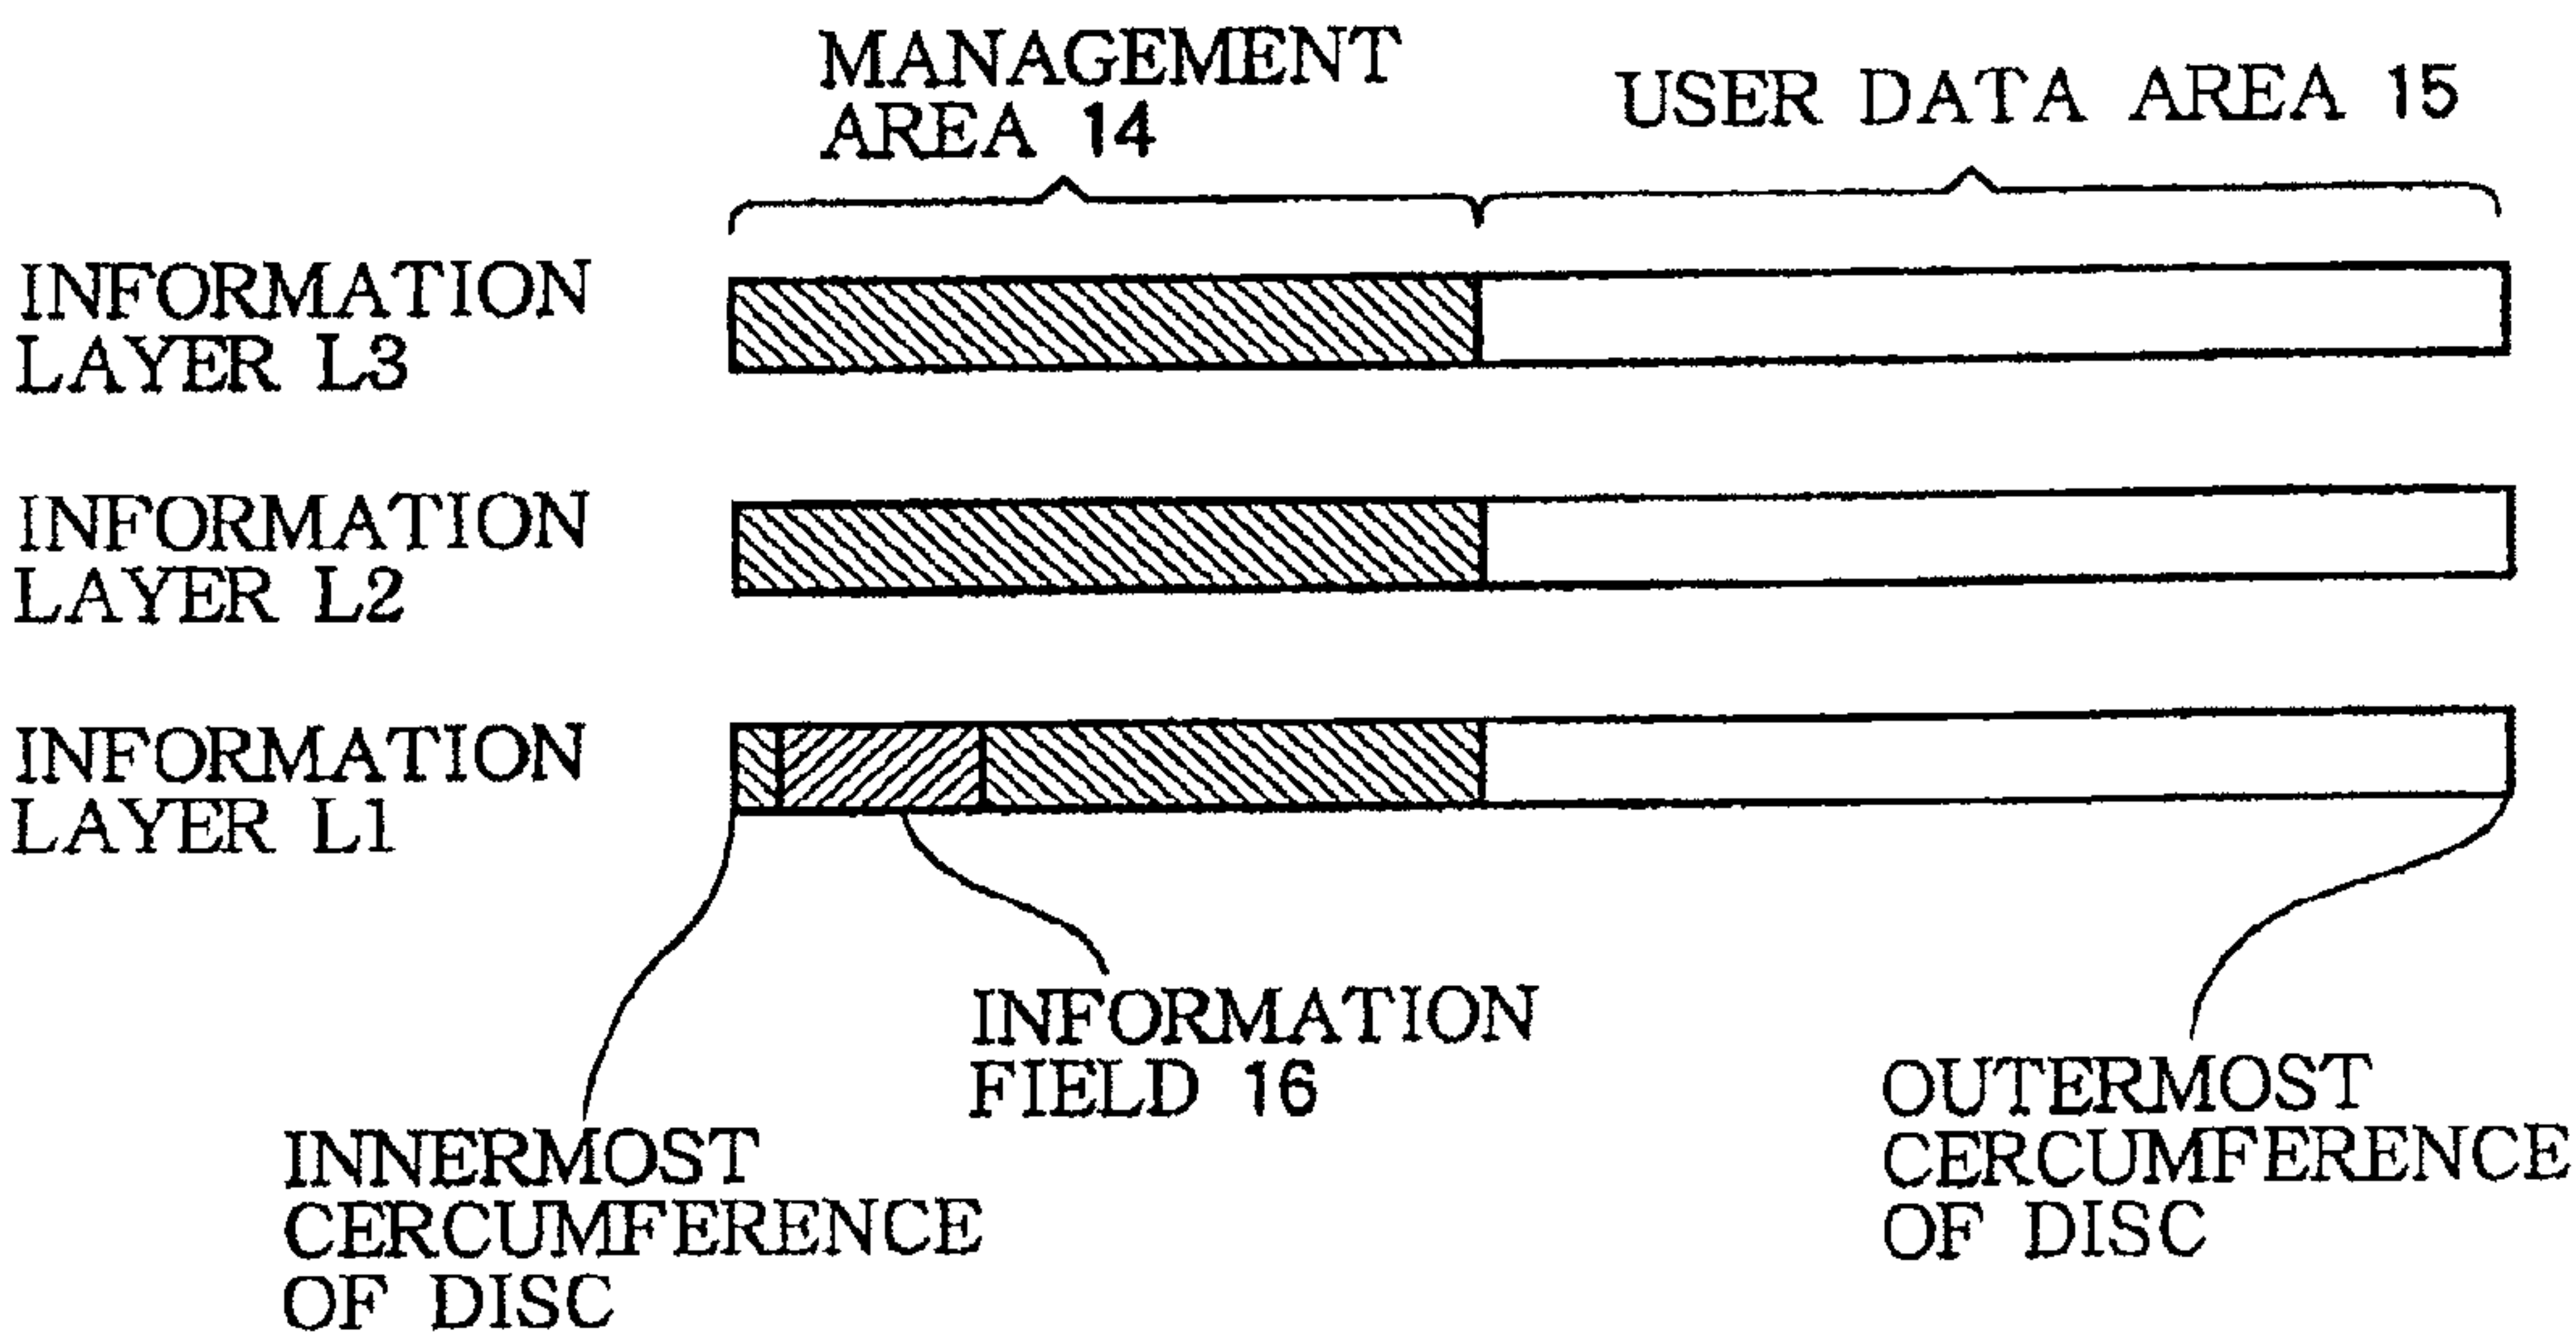 MANAGEMENT
AREA 14
USER DATA AREA 15
INFORMATION
LAYER L3
INFORMATION
LAYER L2
INFORMATION
LAYER L1
INFORMATION
FIELD 16
INNERMOST
CERCUMFERENCE
OF DISC
OUTERMOST
CERCUMFERENCE
OF DISC